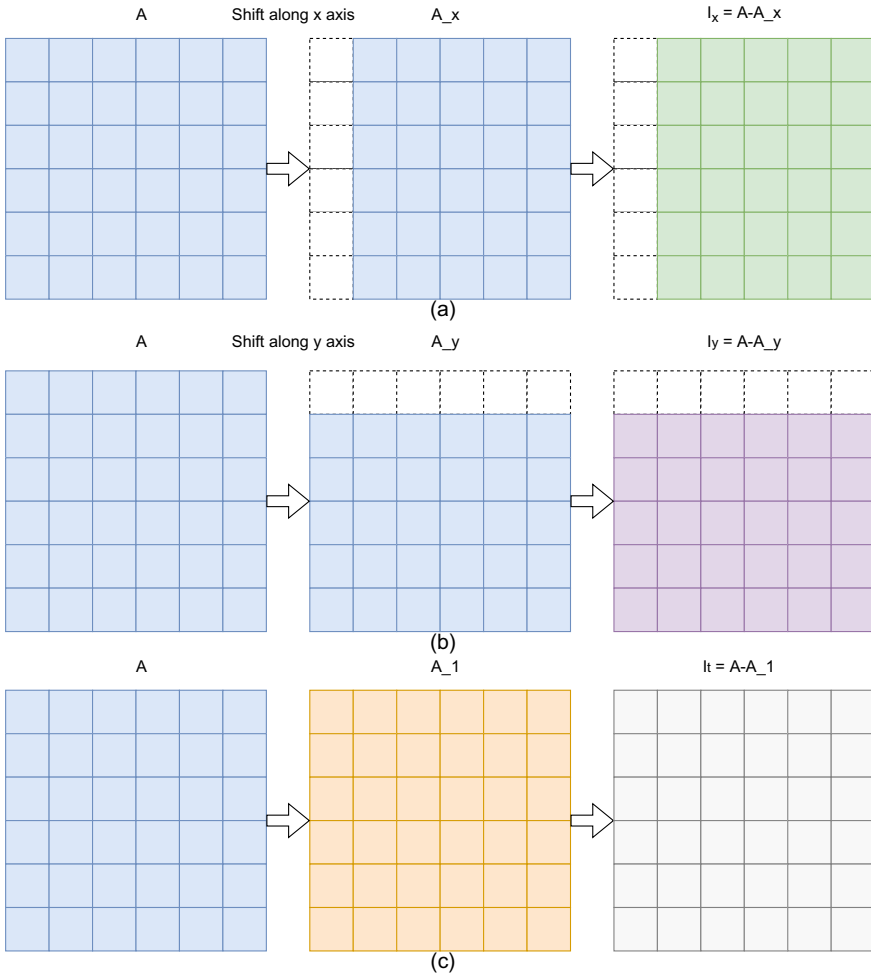 A
Shift along x axis
A_x
Ix = A-A_x
(a)
A
Shift along y axis
A_y
Iy = A-A_y
(b)
A
A_1
It = A-A_1
(c)